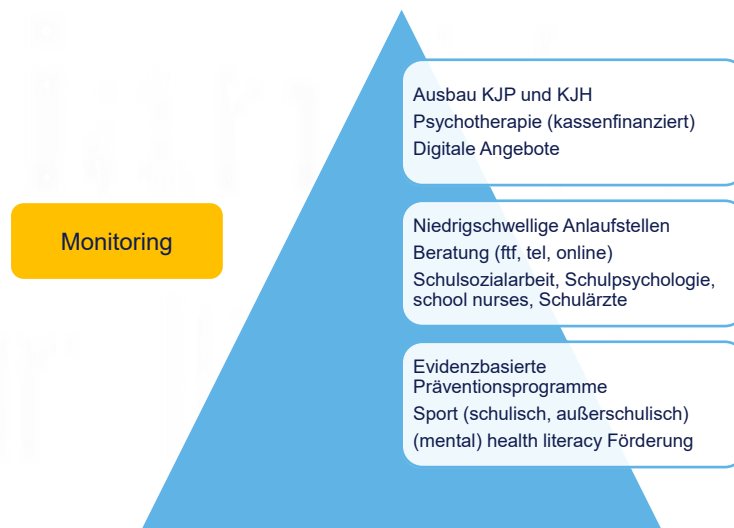 Ausbau KJP und KJH
Psychotherapie (kassenfinanziert)
Digitale Angebote
Monitoring
Niedrigschwellige Anlaufstellen
Beratung (ftf, tel, online)
Schulsozialarbeit, Schulpsychologie,
school nurses, Schulärzte
Evidenzbasierte
Präventionsprogramme
Sport (schulisch, außerschulisch)
(mental) health literacy Förderung